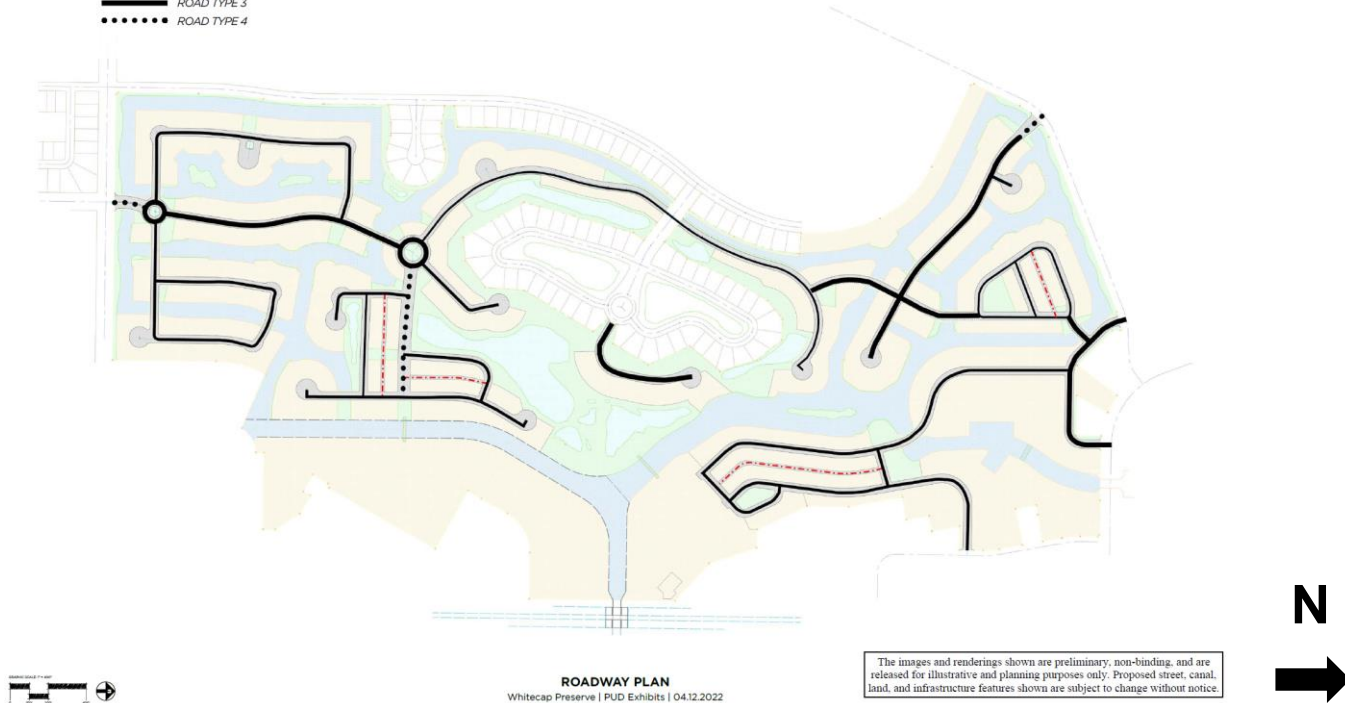 ROAD TYPE 3
ROAD TYPE 4
N
ROADWAY PLAN
Whitecap Preserve | PUD Exhibits | 04.12.2022
The images and renderings shown are preliminary, non-binding, and are
released for illustrative and planning purposes only. Proposed street, canal,
land, and infrastructure features shown are subject to change without notice.